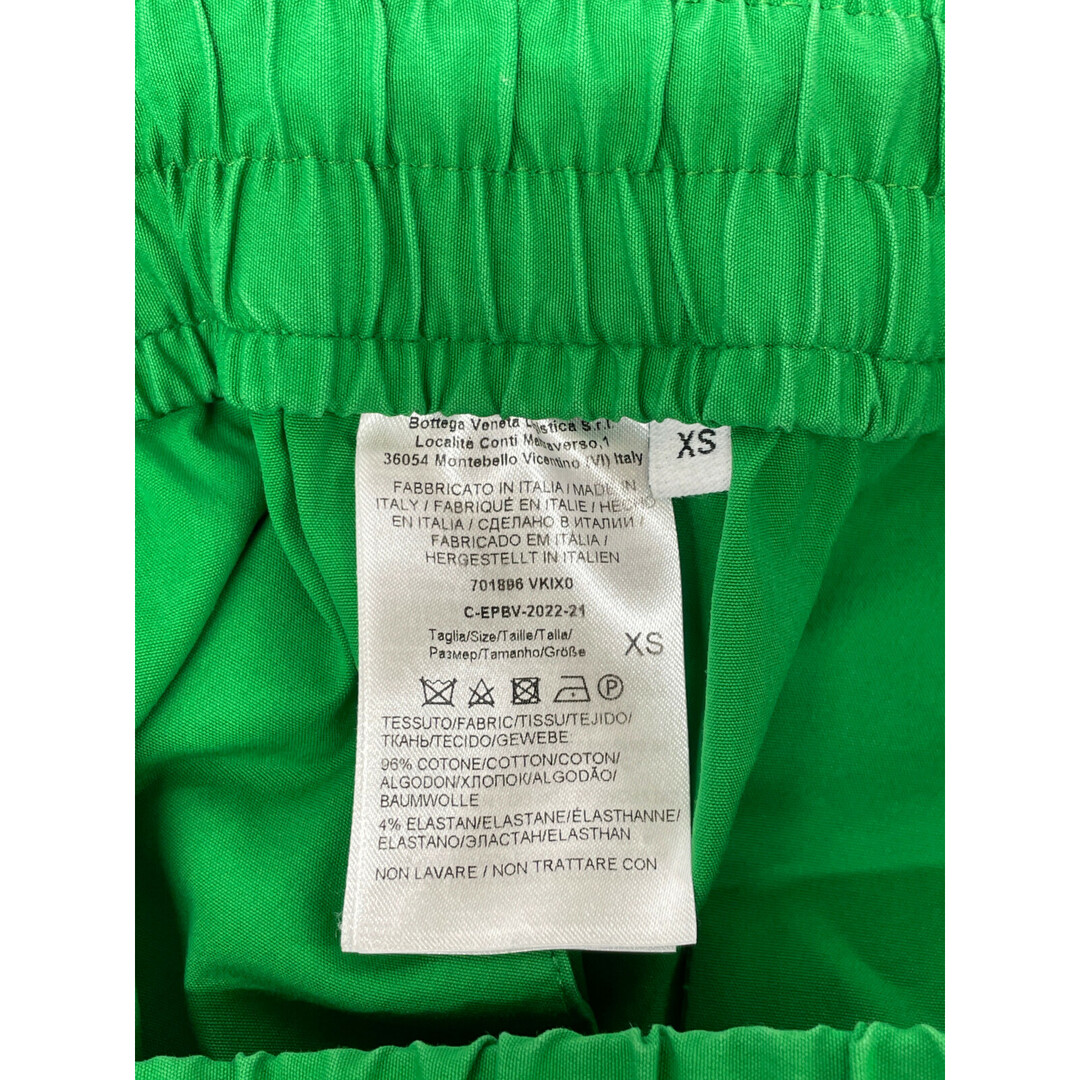 Bottega Veneta S.r.l.
Località Conti Maltraverso,1
36054 Montebello Vicentino (VI) Italy
XS
FABBRICATO IN ITALIA / MADE IN
ITALY / FABRIQUÉ EN ITALIE / HECHO
EN ITALIA / СДЕЛАНО В ИТАЛИИ /
FABRICADO EM ITÁLIA /
HERGESTELLT IN ITALIEN
701896 VKIX0
C-EPBV-2022-21
Taglia/Size/Taille/Talla/
Размер/Tamanho/Größe
XS
P
TESSUTO/FABRIC/TISSU/TEJIDO/
ТКАНЬ/TECIDO/GEWEBE
96% COTONE/COTTON/COTON/
ALGODON/ХЛОПОК/ALGODÃO/
BAUMWOLLE
4% ELASTAN/ELASTANE/ÉLASTHANNE/
ELASTANO/ЭЛАСТАН/ELASTHAN
NON LAVARE / NON TRATTARE CON